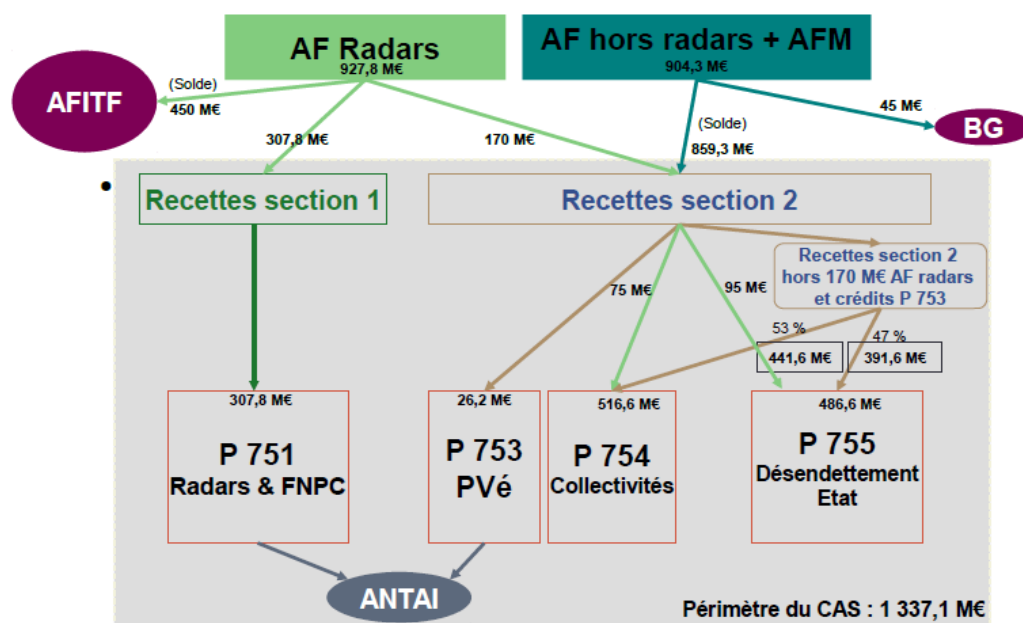 AF Radars
927,8 M€
AF hors radars + AFM
904,3 M€
AFITF
(Solde)
450 M€
307,8 M€
170 M€
(Solde)
859,3 M€
45 M€
BG
Recettes section 1
Recettes section 2
75 M€
95 M€
Recettes section 2
hors 170 M€ AF radars
et crédits P 753
53 %
47 %
441,6 M€
391,6 M€
307,8 M€
P 751
Radars & FNPC
26,2 M€
P 753
PVé
516,6 M€
P 754
Collectivités
486,6 M€
P 755
Désendettement
Etat
ANTAI
Périmètre du CAS : 1 337,1 M€